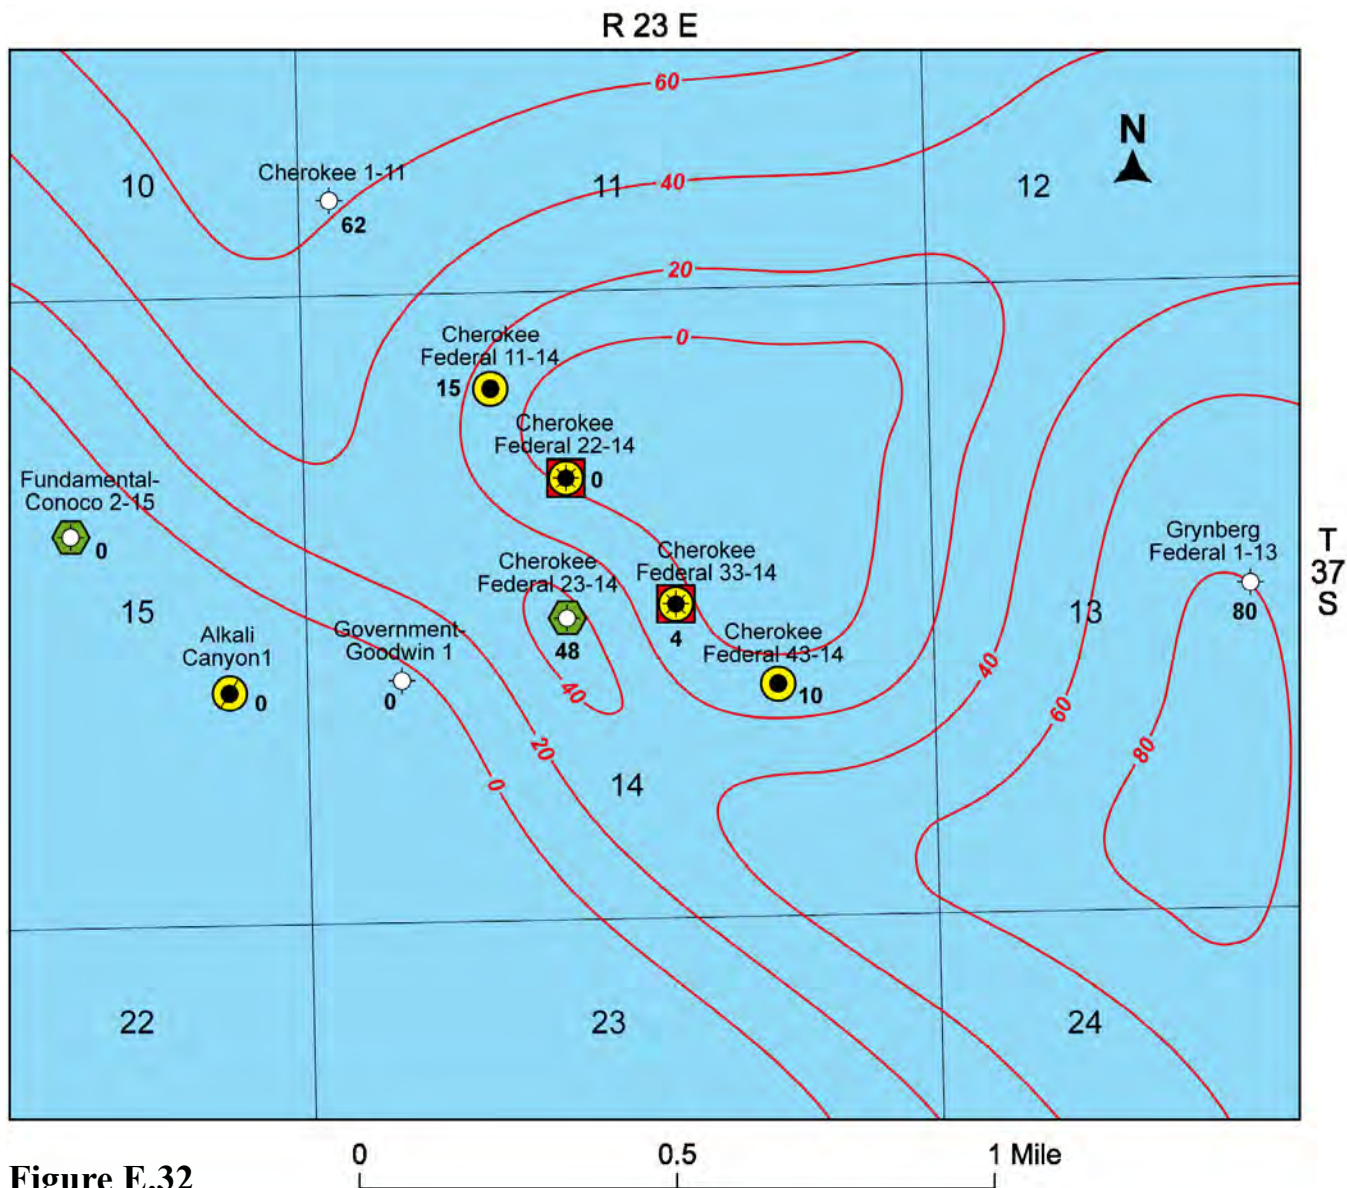 R 23 E
60
N
Cherokee 1-11
10
11
12
40
62
20
Cherokee
Federal 11-14
0
15
Cherokee
Federal 22-14
0
Fundamental-
Conoco 2-15
0
Grynberg
Federal 1-13
T
37
S
Cherokee
Federal 23-14
Cherokee
Federal 33-14
15
13
80
Alkali
Canyon1
Government-
Goodwin 1
48
4
Cherokee
Federal 43-14
40
40
0
0
10
60
20
80
0
14
22
23
24
0
0.5
1 Mile
Figure E.32